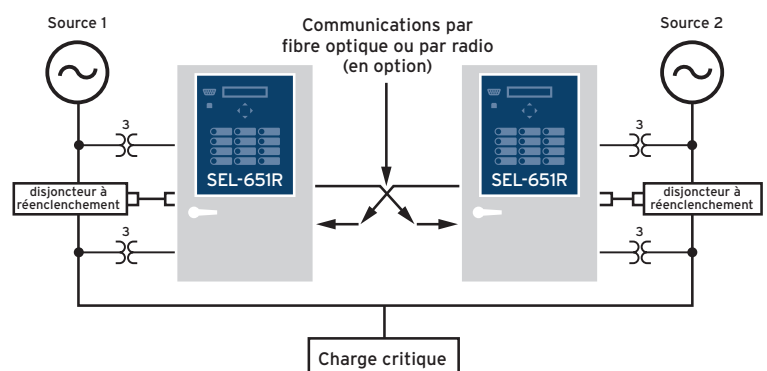 Source 1
Communications par
fibre optique ou par radio
(en option)
Source 2
3
3
SEL-651R
SEL-651R
disjoncteur à
réenclenchement
disjoncteur à
réenclenchement
3
3
Charge critique